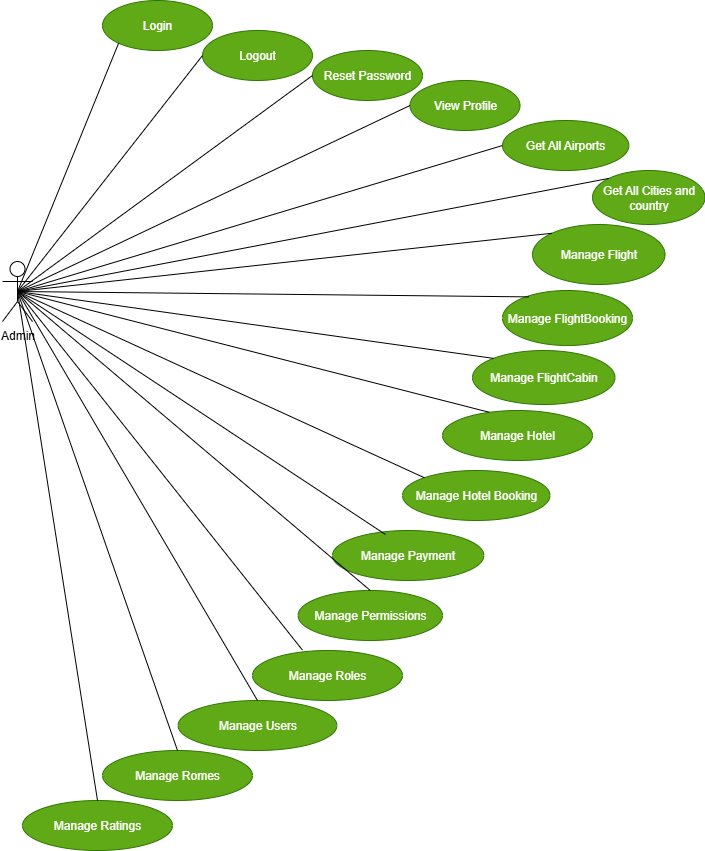 Login
Logout
Reset Password
View Profile
Get All Airports
Get All Cities and
country
Manage Flight
Admin
Manage FlightBooking
Manage FlightCabin
Manage Hotel
Manage Hotel Booking
Manage Payment
Manage Permissions
Manage Roles
Manage Users
Manage Romes
Manage Ratings